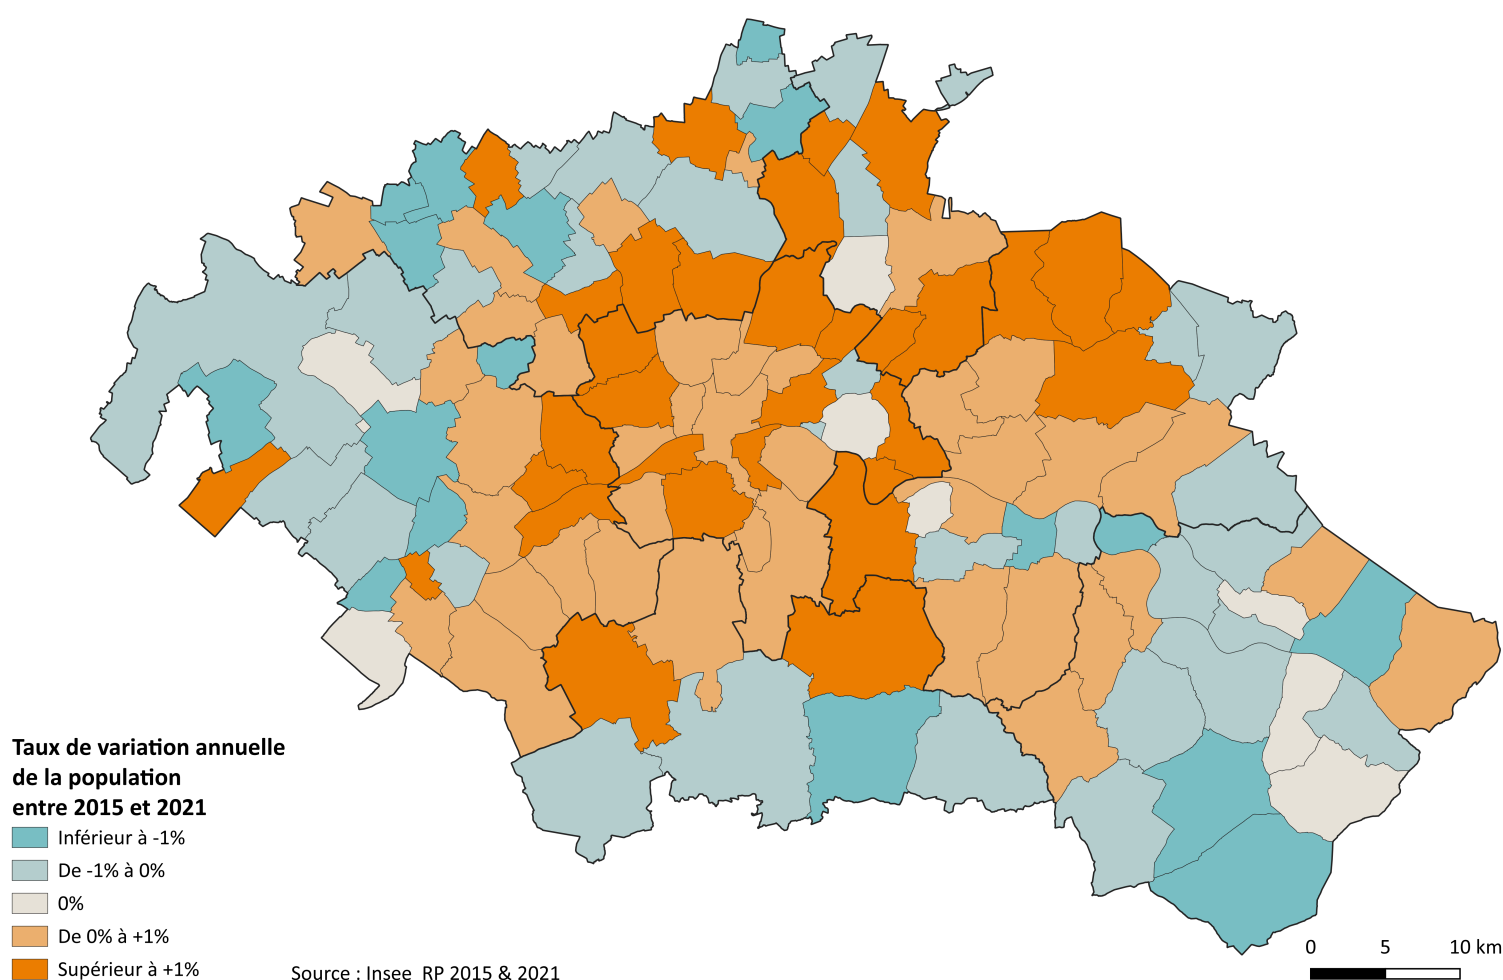 Taux de variation annuelle
de la population
entre 2015 et 2021
Inférieur à -1%
De -1% à 0%
0%
De 0% à +1%
Supérieur à +1%
Source : Insee RP 2015 & 2021
0 5 10 km